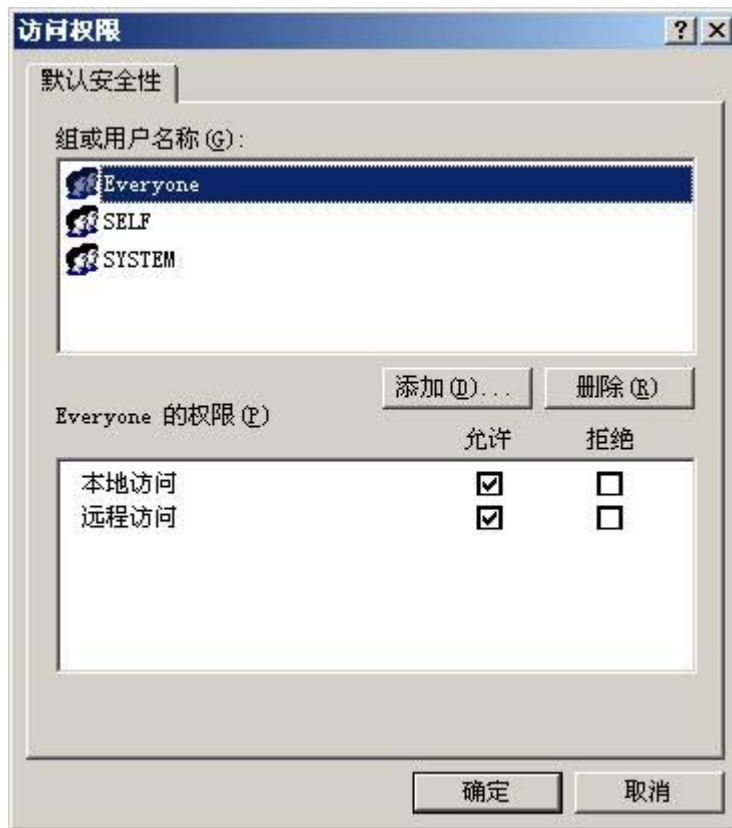 访问权限
默认安全性
组或用户名称(G):
Everyone
SELF
SYSTEM
添加(D)... 删除(R)
Everyone 的权限(P)
允许 拒绝
本地访问
远程访问
确定 取消